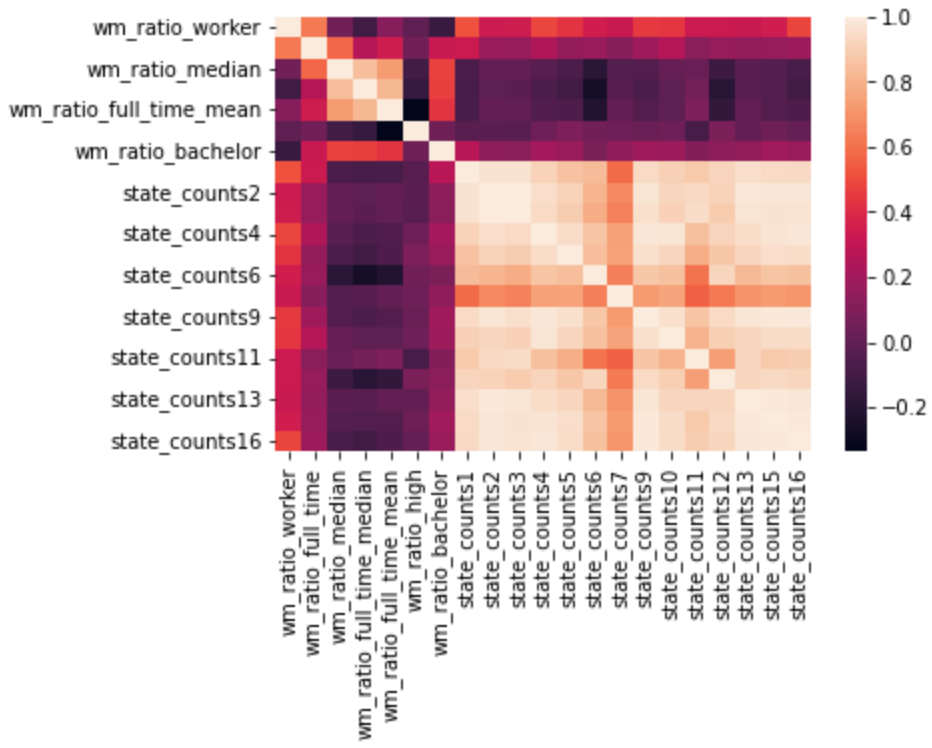 wm_ratio_worker
wm_ratio_median
wm_ratio_full_time_mean
wm_ratio_bachelor
state_counts2
state_counts4
state_counts6
state_counts9
state_counts11
state_counts13
state_counts16
1.0
0.8
0.6
0.4
0.2
0.0
−0.2
wm_ratio_worker
wm_ratio_full_time
wm_ratio_median
wm_ratio_full_time_median
wm_ratio_full_time_mean
wm_ratio_high
wm_ratio_bachelor
state_counts1
state_counts2
state_counts3
state_counts4
state_counts5
state_counts6
state_counts7
state_counts9
state_counts10
state_counts11
state_counts12
state_counts13
state_counts15
state_counts16